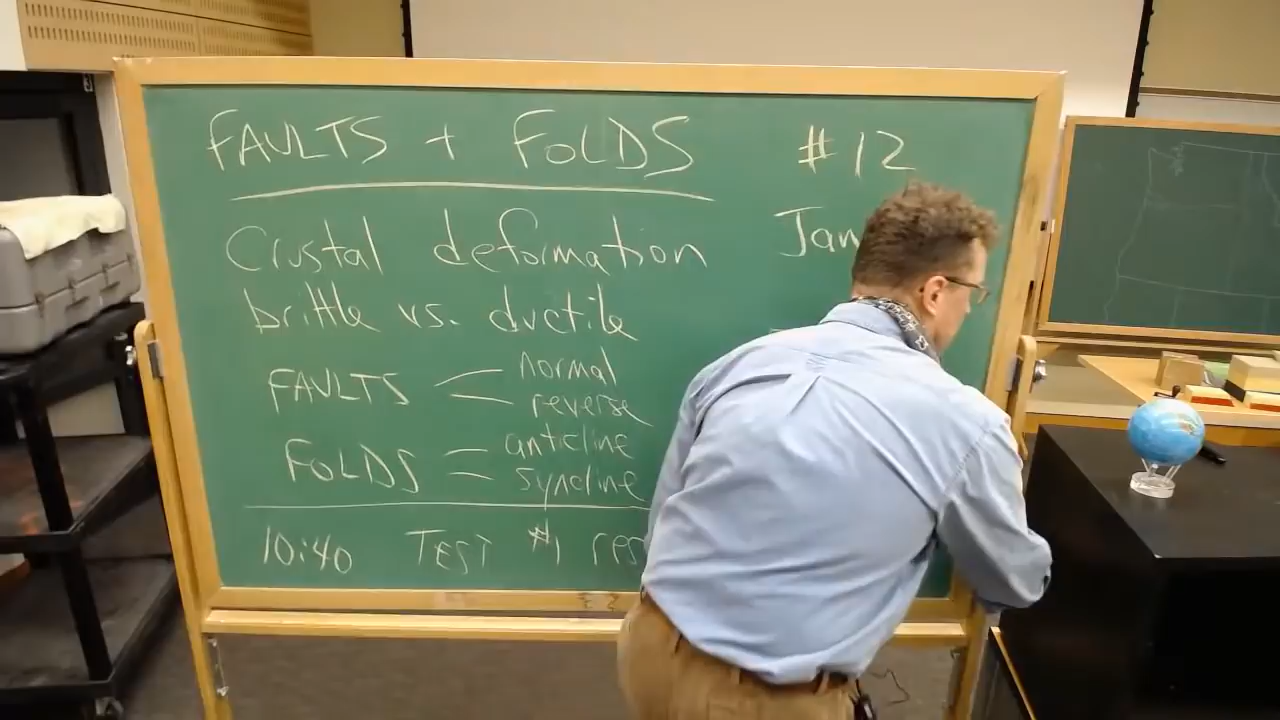 FAULTS + FOLDS #12
Crustal deformation Jan
brittle vs. ductile
FAULTS normal
reverse
FOLDS anticline
syncline
10:40 TEST #1